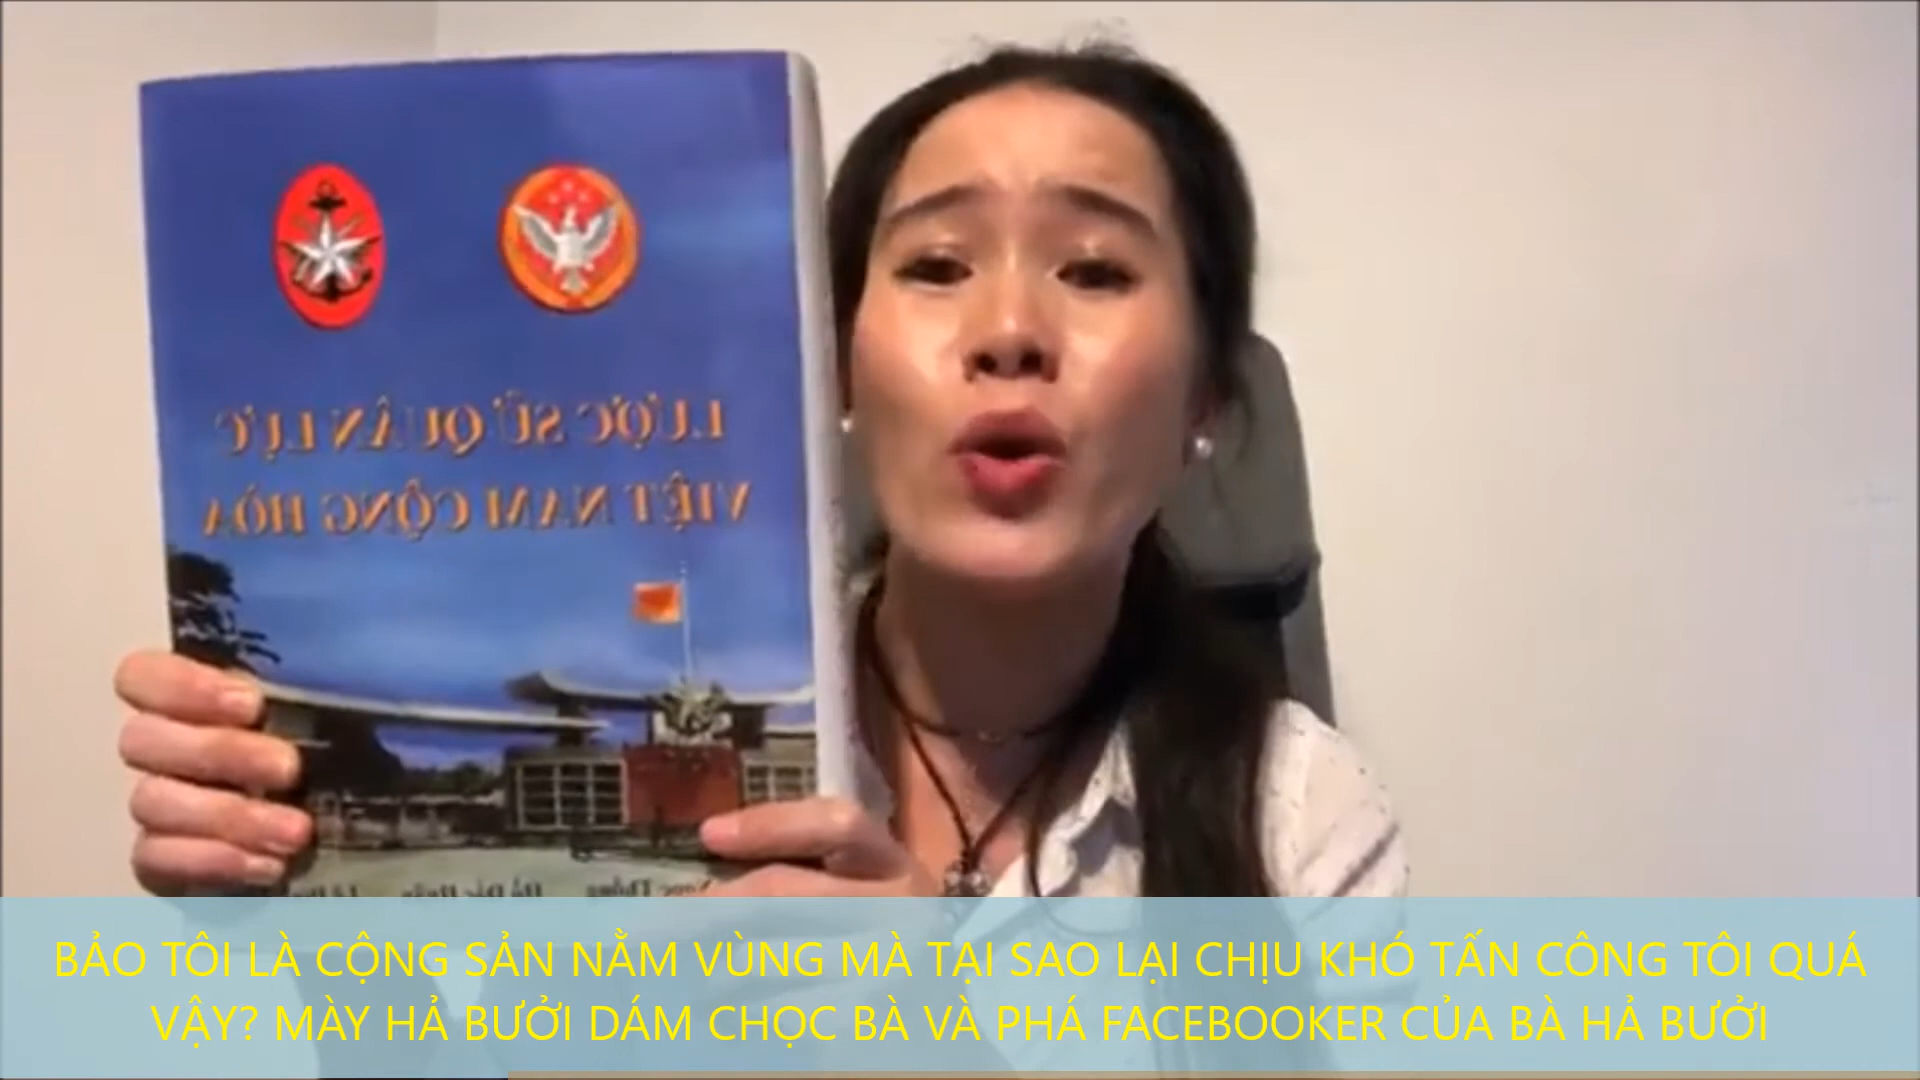 LƯỢC SỬ QUÂN LỰC
VIỆT NAM CỘNG HÒA
BẢO TÔI LÀ CỘNG SẢN NẰM VÙNG MÀ TẠI SAO LẠI CHỊU KHÓ TẤN CÔNG TÔI QUÁ
VẬY? MÀY HẢ BƯỞI DÁM CHỌC BÀ VÀ PHÁ FACEBOOKER CỦA BÀ HẢ BƯỞI